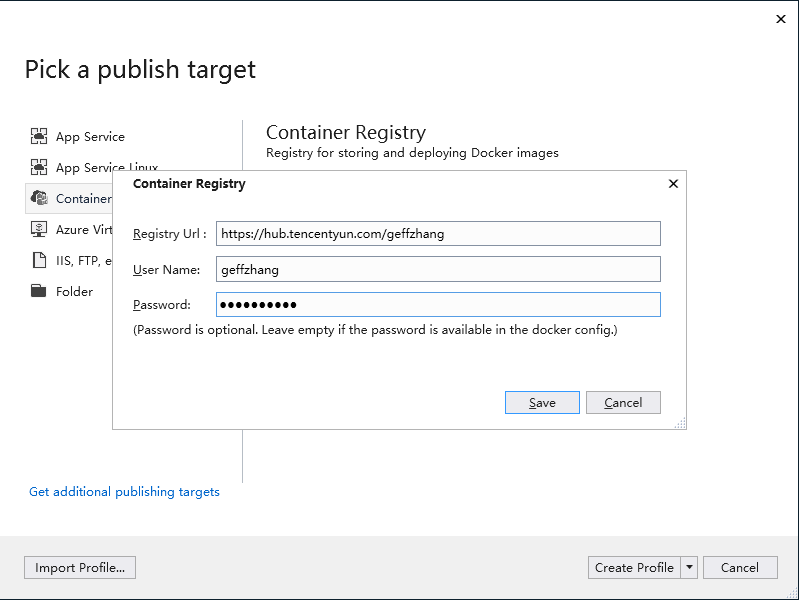 Pick a publish target
App Service
App Service Linux
Container
Azure Virt
IIS, FTP, e
Folder
Container Registry
Registry for storing and deploying Docker images
Container Registry
Registry Url : https://hub.tencentyun.com/geffzhang
User Name: geffzhang
Password: ●●●●●●●●●●
(Password is optional. Leave empty if the password is available in the docker config.)
Save Cancel
Get additional publishing targets
Import Profile... Create Profile Cancel